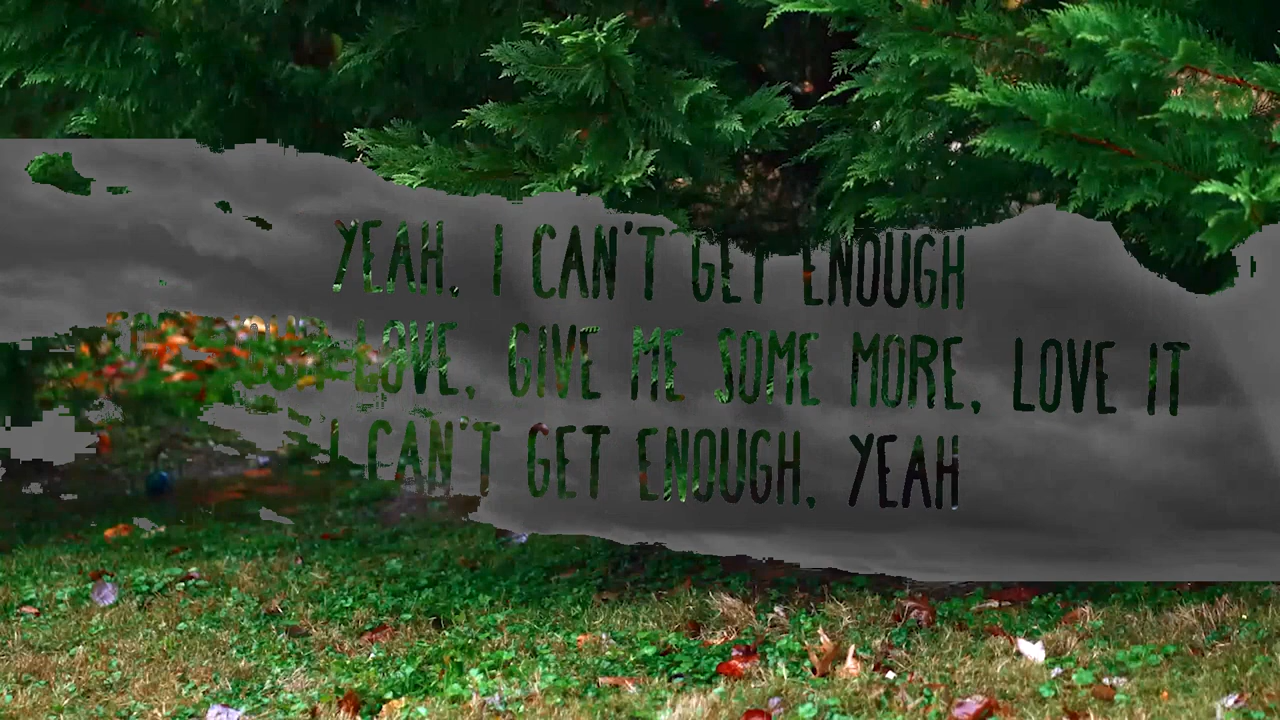 YEAH, I CAN'T GET ENOUGH
LOVE, GIVE ME SOME MORE, LOVE IT
I CAN'T GET ENOUGH, YEAH